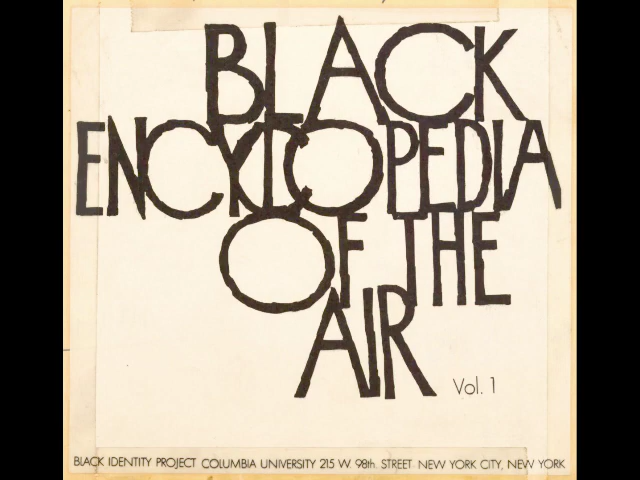 BLACK
ENCYCLOPEDIA
OF THE
AIR
Vol. 1
BLACK IDENTITY PROJECT COLUMBIA UNIVERSITY 215 W. 98th. STREET NEW YORK CITY, NEW YORK